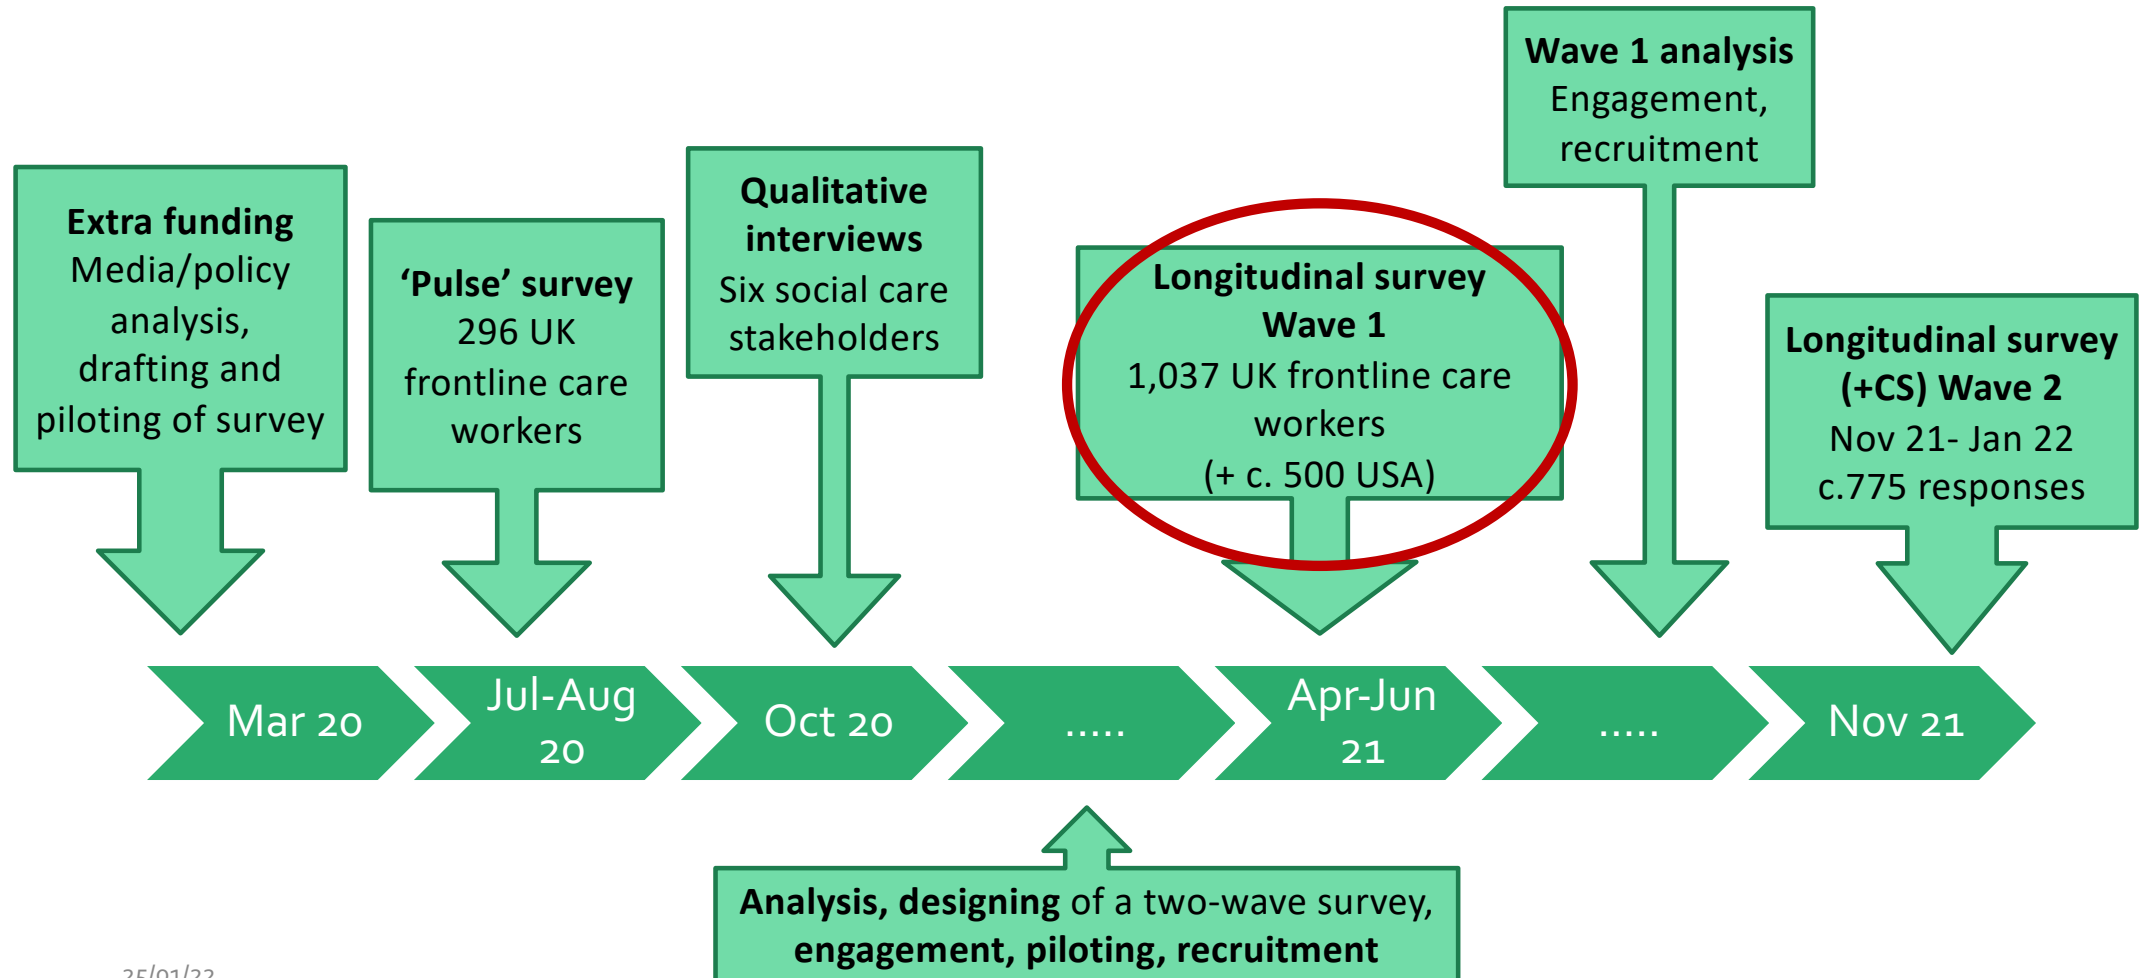 Extra funding
Media/policy
analysis,
drafting and
piloting of survey
‘Pulse’ survey
296 UK
frontline care
workers
Qualitative
interviews
Six social care
stakeholders
Longitudinal survey
Wave 1
1,037 UK frontline care
workers
(+ c. 500 USA)
Wave 1 analysis
Engagement,
recruitment
Longitudinal survey
(+CS) Wave 2
Nov 21- Jan 22
c.775 responses
Mar 20
Jul-Aug
20
Oct 20
.....
Apr-Jun
21
.....
Nov 21
Analysis, designing of a two-wave survey,
engagement, piloting, recruitment
25/01/22